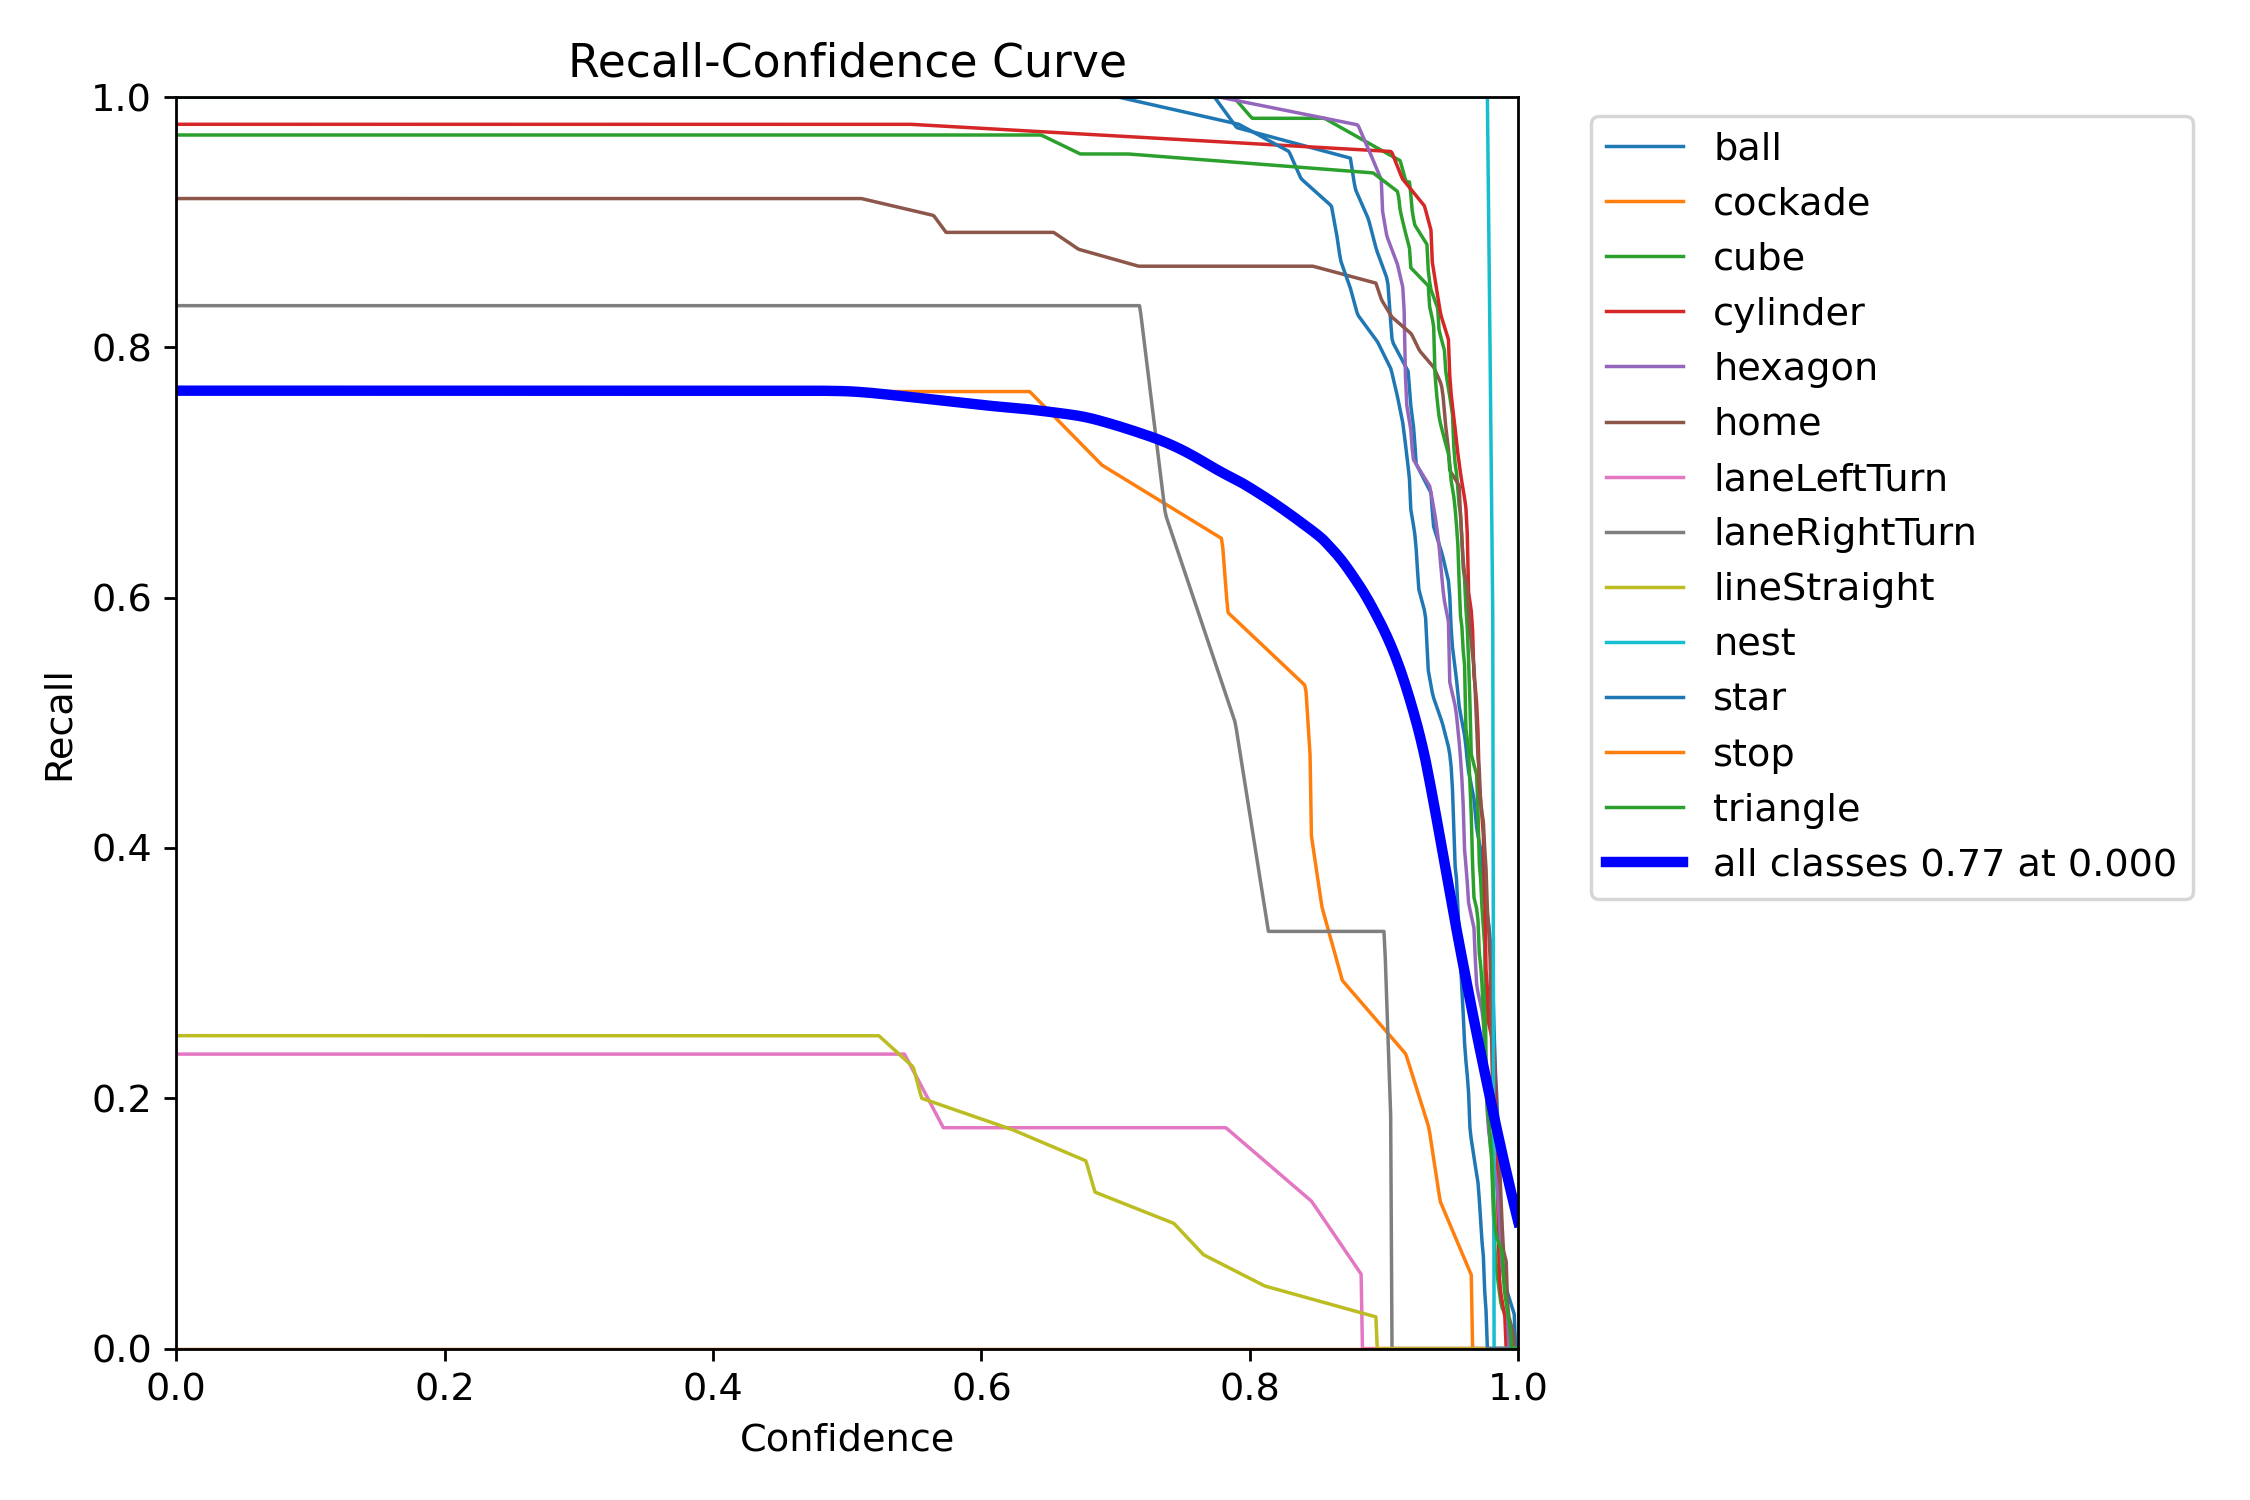 Recall-Confidence Curve
1.0
0.8
0.6
0.4
0.2
0.0
Recall
0.0 0.2 0.4 0.6 0.8 1.0
Confidence
ball
cockade
cube
cylinder
hexagon
home
laneLeftTurn
laneRightTurn
lineStraight
nest
star
stop
triangle
all classes 0.77 at 0.000